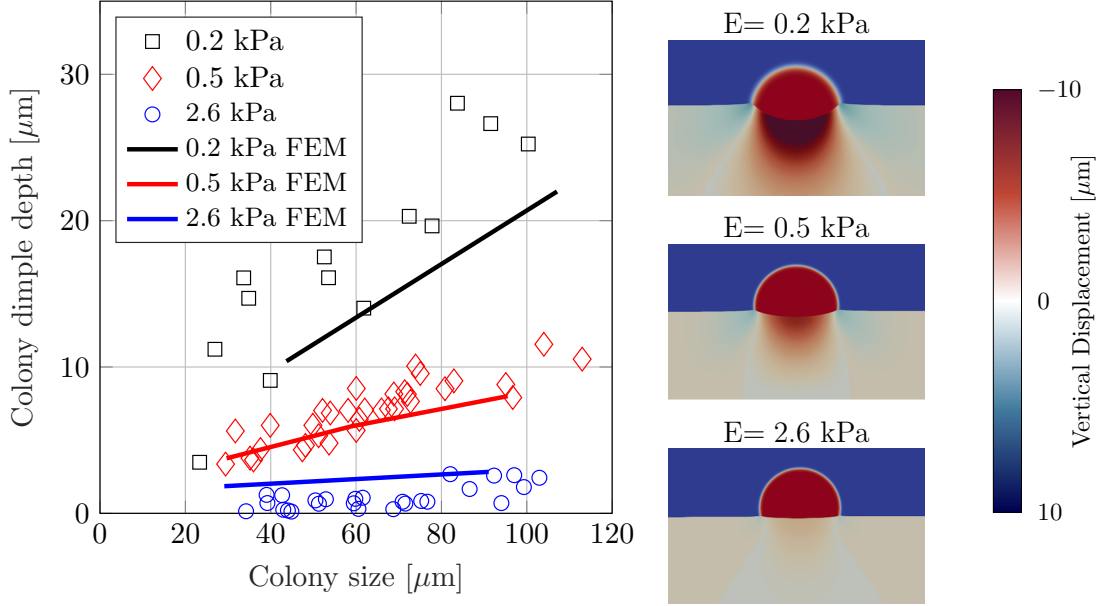 0.2 kPa
0.5 kPa
2.6 kPa
0.2 kPa FEM
0.5 kPa FEM
2.6 kPa FEM
30
20
10
0
0
20
40
60
80
100
120
Colony dimple depth [μm]
Colony size [μm]
E= 0.2 kPa
E= 0.5 kPa
E= 2.6 kPa
−10
0
10
Vertical Displacement [μm]